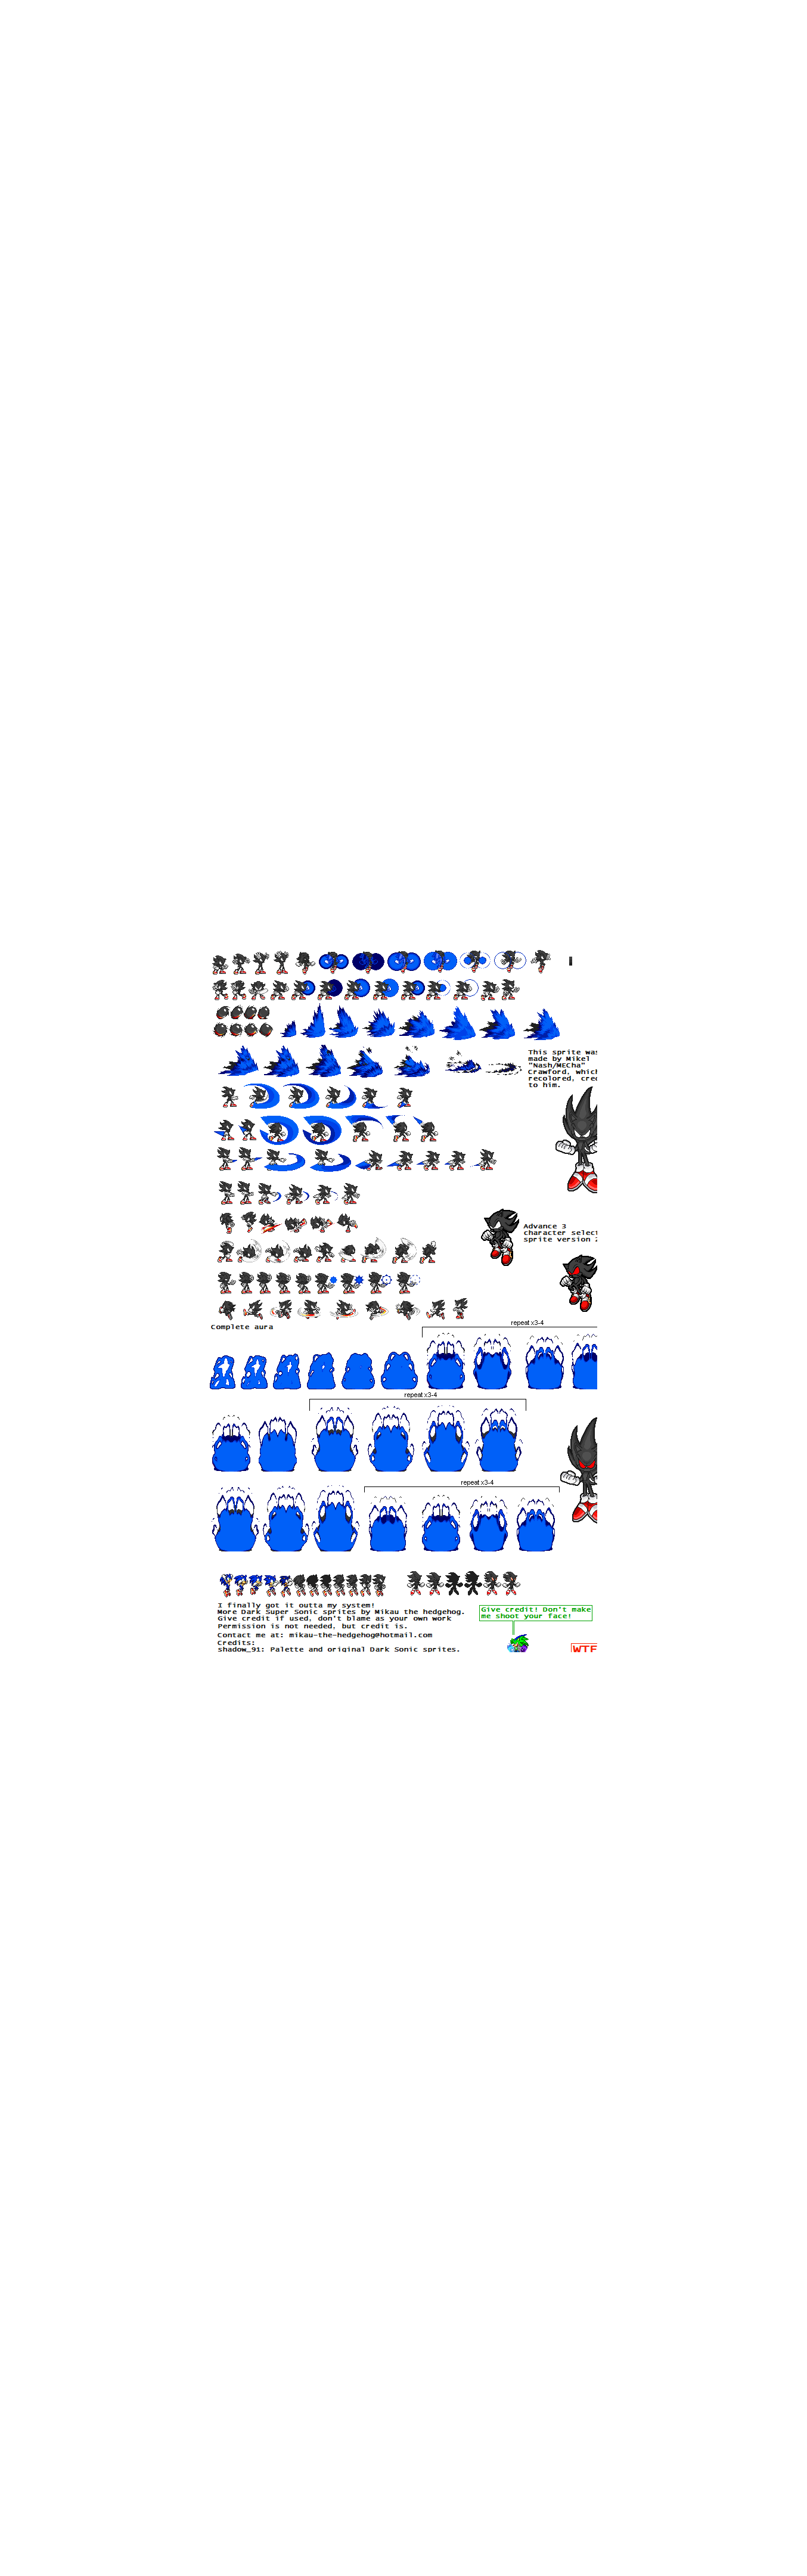 This sprite was
made by Mikel
"Nash/MECha"
Crawford, which
recolored, cre
to him.
Advance 3
character selec
sprite version
Complete aura
repeat x3-4
repeat x3-4
repeat x3-4
I finally got it outta my system!
More Dark Super Sonic sprites by Mikau the hedgehog.
Give credit if used, don't blame as your own work
Permission is not needed, but credit is.
Contact me at: mikau-the-hedgehog@hotmail.com
Credits:
shadow_91: Palette and original Dark Sonic sprites.
Give credit! Don't make
me shoot your face!
WTF